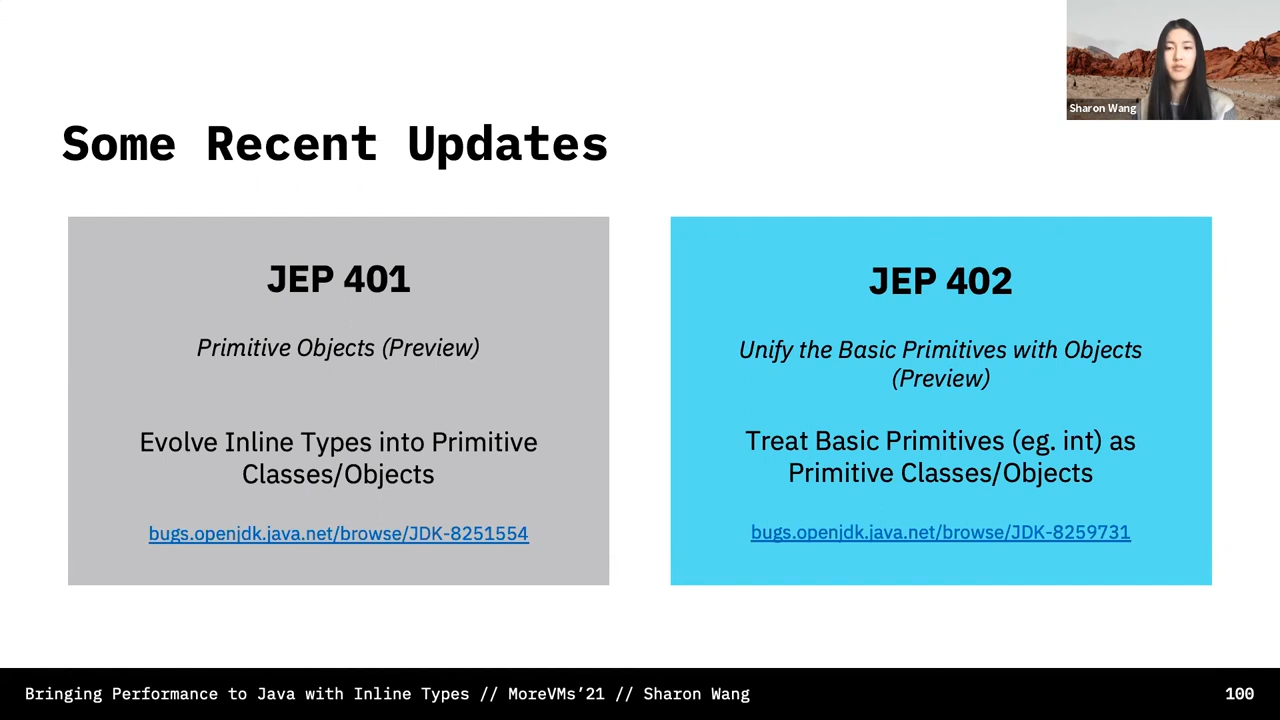 Sharon Wang
Some Recent Updates
JEP 401
Primitive Objects (Preview)
Evolve Inline Types into Primitive
Classes/Objects
bugs.openjdk.java.net/browse/JDK-8251554
JEP 402
Unify the Basic Primitives with Objects
(Preview)
Treat Basic Primitives (eg. int) as
Primitive Classes/Objects
bugs.openjdk.java.net/browse/JDK-8259731
Bringing Performance to Java with Inline Types // MoreVMs’21 // Sharon Wang
100